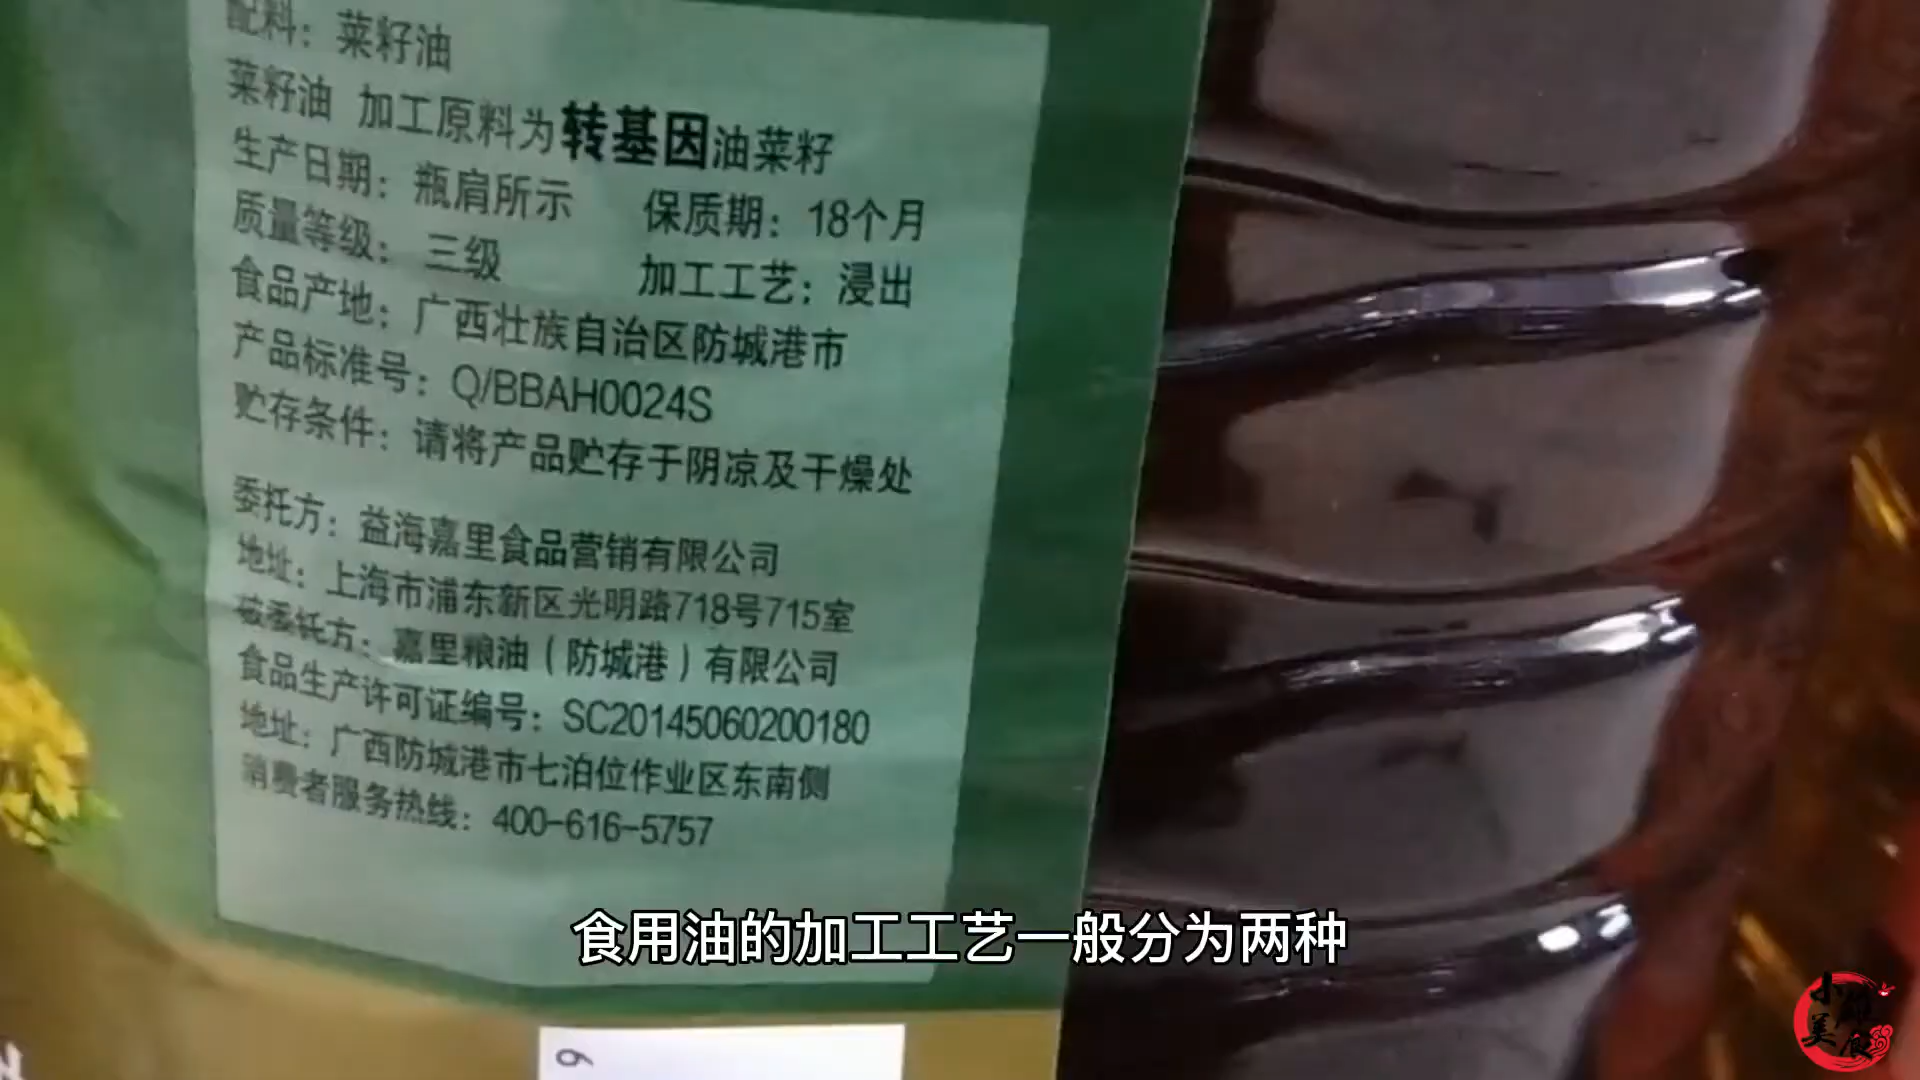 配料：菜籽油
菜籽油 加工原料为转基因油菜籽
生产日期：瓶肩所示 保质期：18个月
质量等级：三级 加工工艺：浸出
食品产地：广西壮族自治区防城港市
产品标准号：Q/BBAH0024S
贮存条件：请将产品贮存于阴凉及干燥处
委托方：益海嘉里食品营销有限公司
地址：上海市浦东新区光明路718号715室
被委托方：嘉里粮油（防城港）有限公司
食品生产许可证编号：SC20145060200180
地址：广西防城港市七泊位作业区东南侧
消费者服务热线：400-616-5757
食用油的加工工艺一般分为两种
6
美食